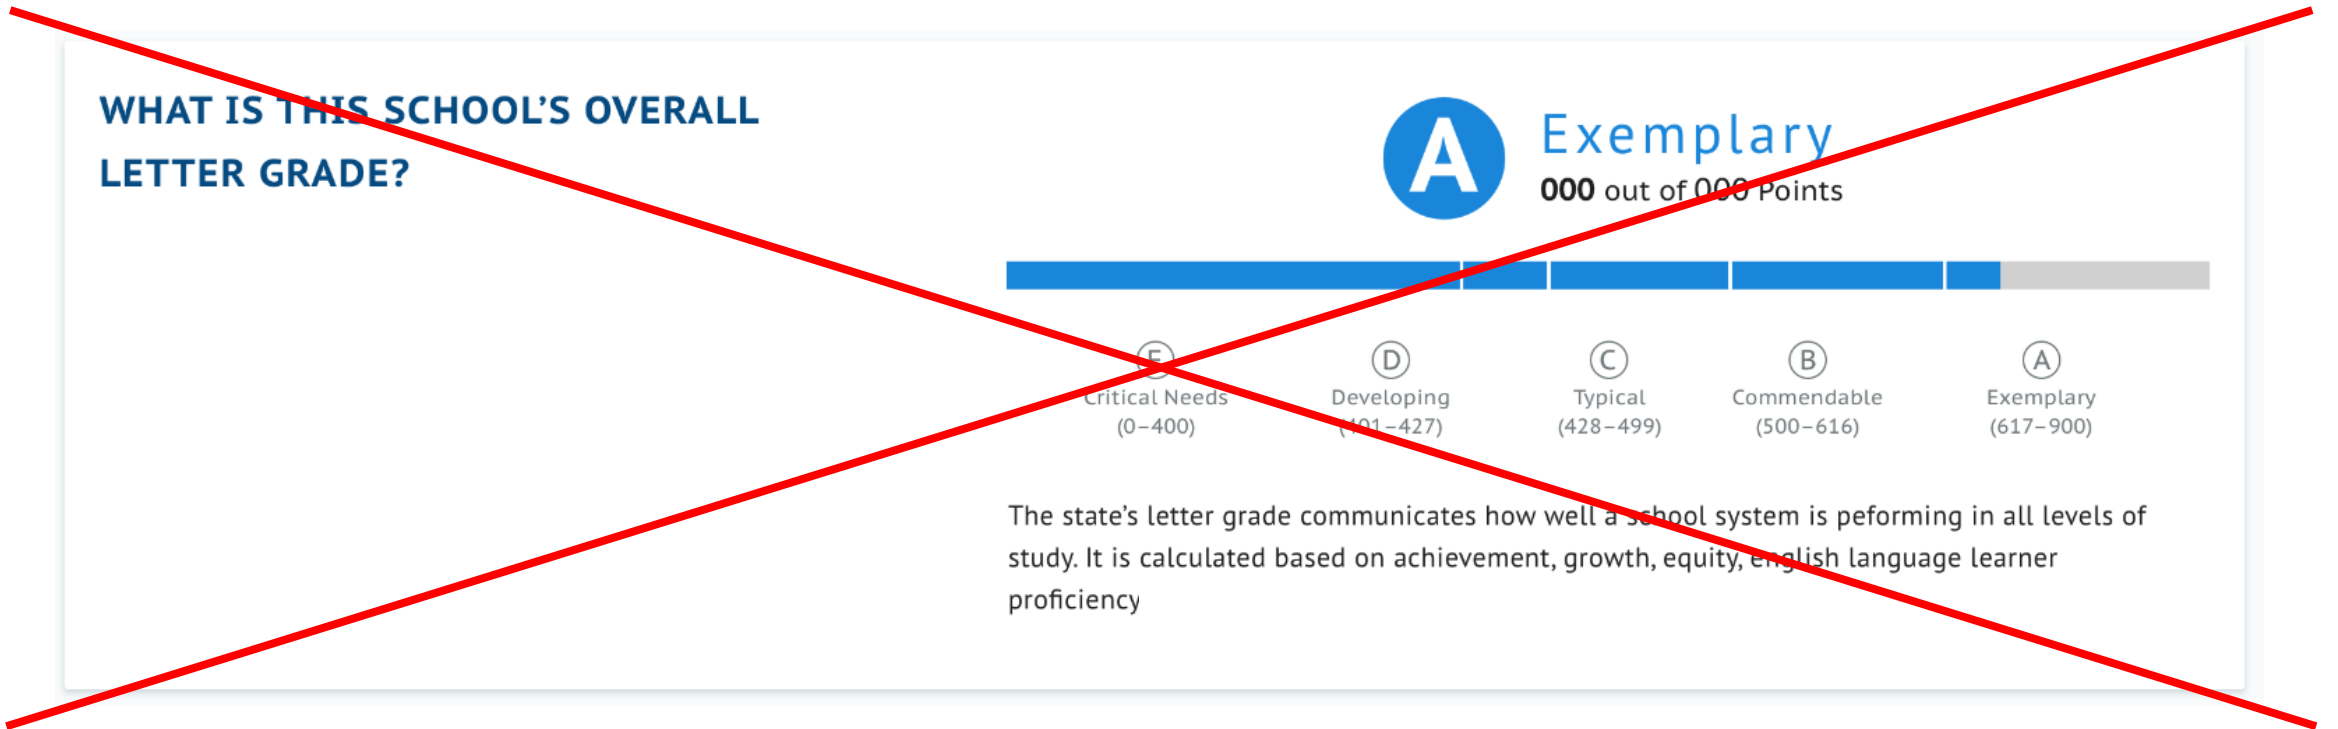 WHAT IS THIS SCHOOL’S OVERALL
LETTER GRADE?
A
Exemplary
000 out of 000 Points
F D C B A
Critical Needs Developing Typical Commendable Exemplary
(0–400) (401–427) (428–499) (500–616) (617–900)
The state’s letter grade communicates how well a school system is peforming in all levels of
study. It is calculated based on achievement, growth, equity, english language learner
proficiency